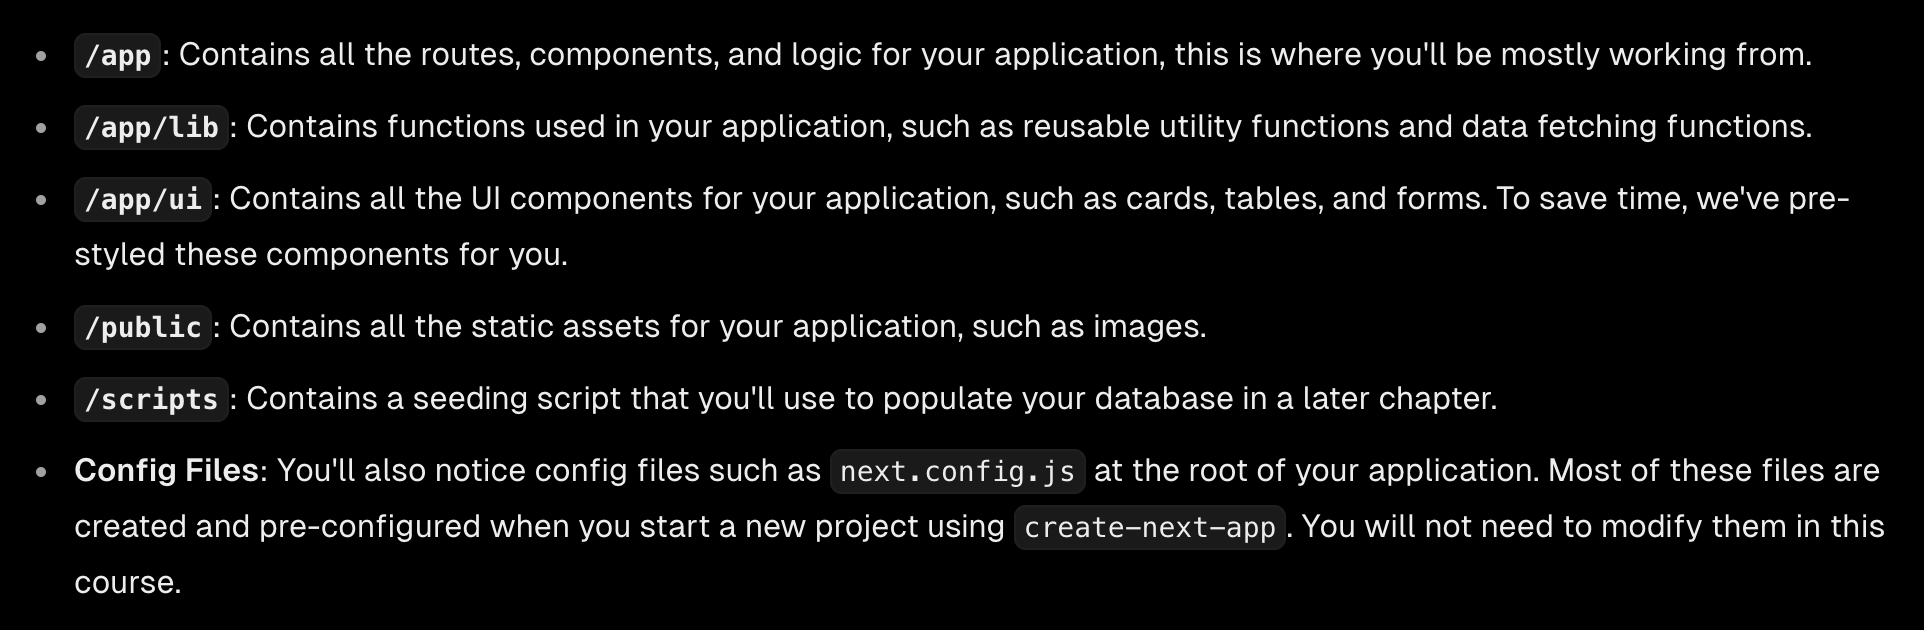 • /app: Contains all the routes, components, and logic for your application, this is where you'll be mostly working from.
• /app/lib: Contains functions used in your application, such as reusable utility functions and data fetching functions.
• /app/ui: Contains all the UI components for your application, such as cards, tables, and forms. To save time, we've pre-
styled these components for you.
• /public: Contains all the static assets for your application, such as images.
• /scripts: Contains a seeding script that you'll use to populate your database in a later chapter.
• Config Files: You'll also notice config files such as next.config.js at the root of your application. Most of these files are
created and pre-configured when you start a new project using create-next-app. You will not need to modify them in this
course.